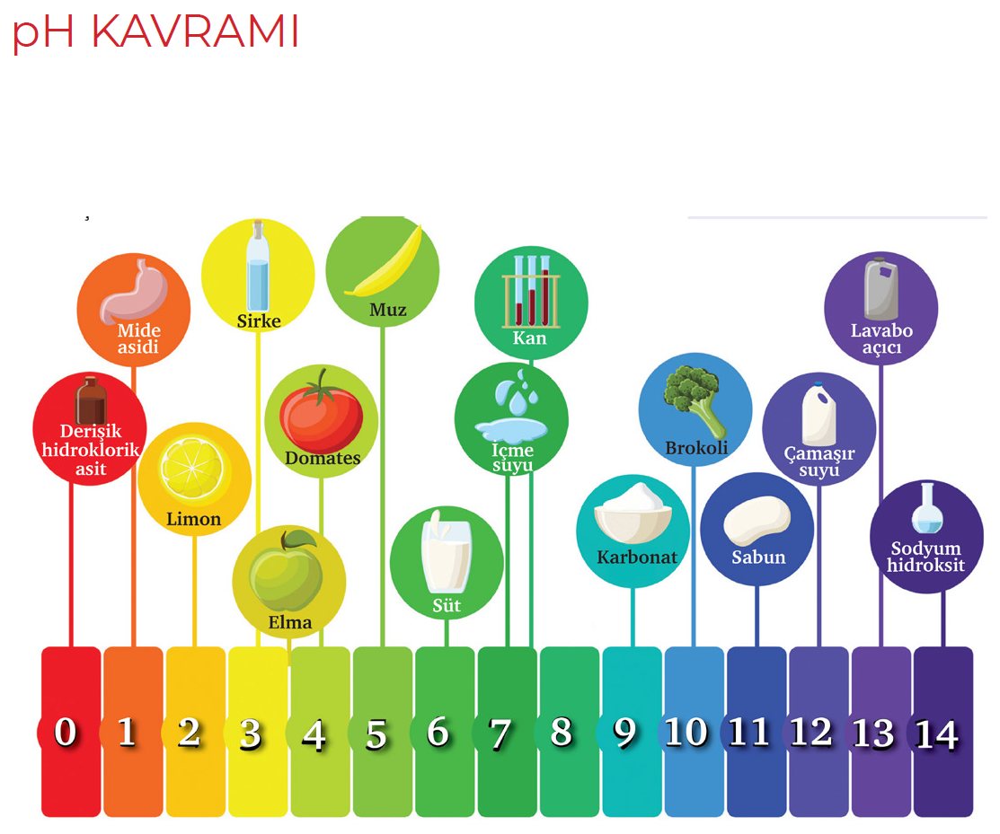 pH KAVRAMI
Sirke
Muz
Mide
asidi
Kan
Lavabo
açıcı
Derişik
hidroklorik
asit
Domates
İçme
suyu
Brokoli
Çamaşır
suyu
Limon
Elma
Süt
Karbonat
Sabun
Sodyum
hidroksit
0 1 2 3 4 5 6 7 8 9 10 11 12 13 14